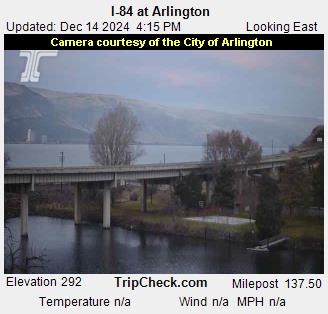 I-84 at Arlington
Updated: Dec 14 2024 4:15 PM Looking East
Camera courtesy of the City of Arlington
Elevation 292 TripCheck.com Milepost 137.50
Temperature n/a Wind n/a MPH n/a